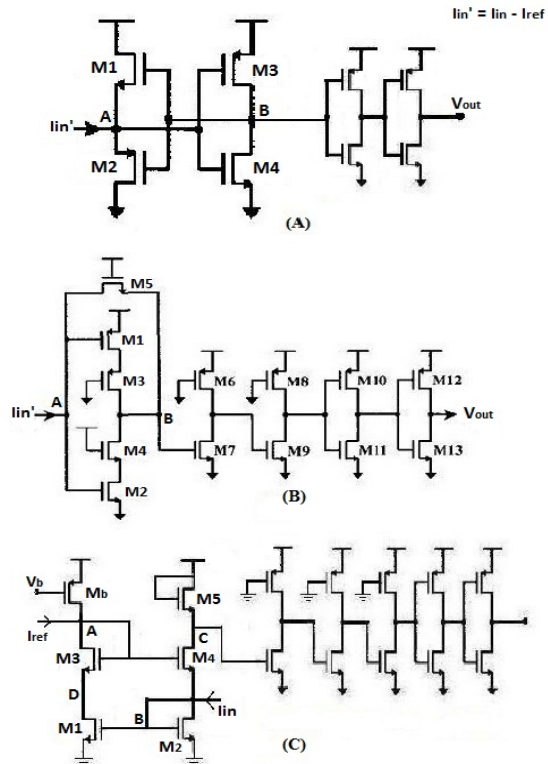 Iin' = Iin - Iref
M1
M3
A
B
Iin'
Vout
M2
M4
(A)
M5
M1
M3
M6
M8
M10
M12
A
Iin'
B
Vout
M4
M7
M9
M11
M13
M2
(B)
Vb
Mb
M5
Iref
A
C
M3
M4
D
B
Iin
M1
M2
(C)